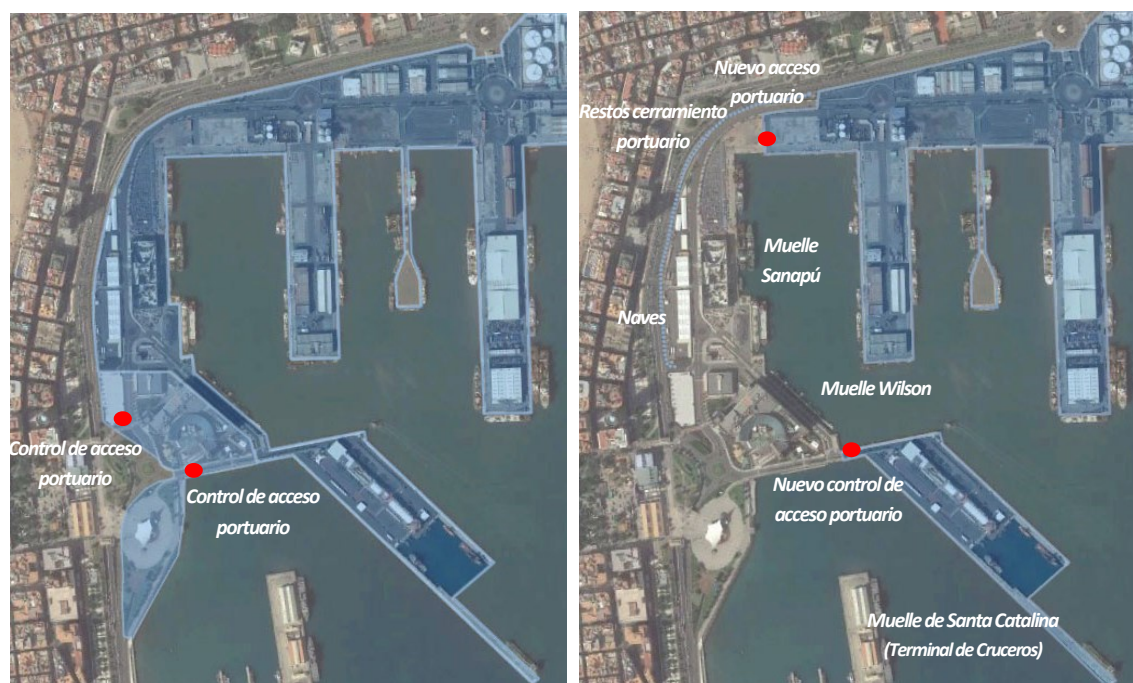 Control de acceso
portuario
Control de acceso
portuario
Nuevo acceso
portuario
Restos cerramiento
portuario
Muelle
Sanapú
Naves
Muelle Wilson
Nuevo control de
acceso portuario
Muelle de Santa Catalina
(Terminal de Cruceros)